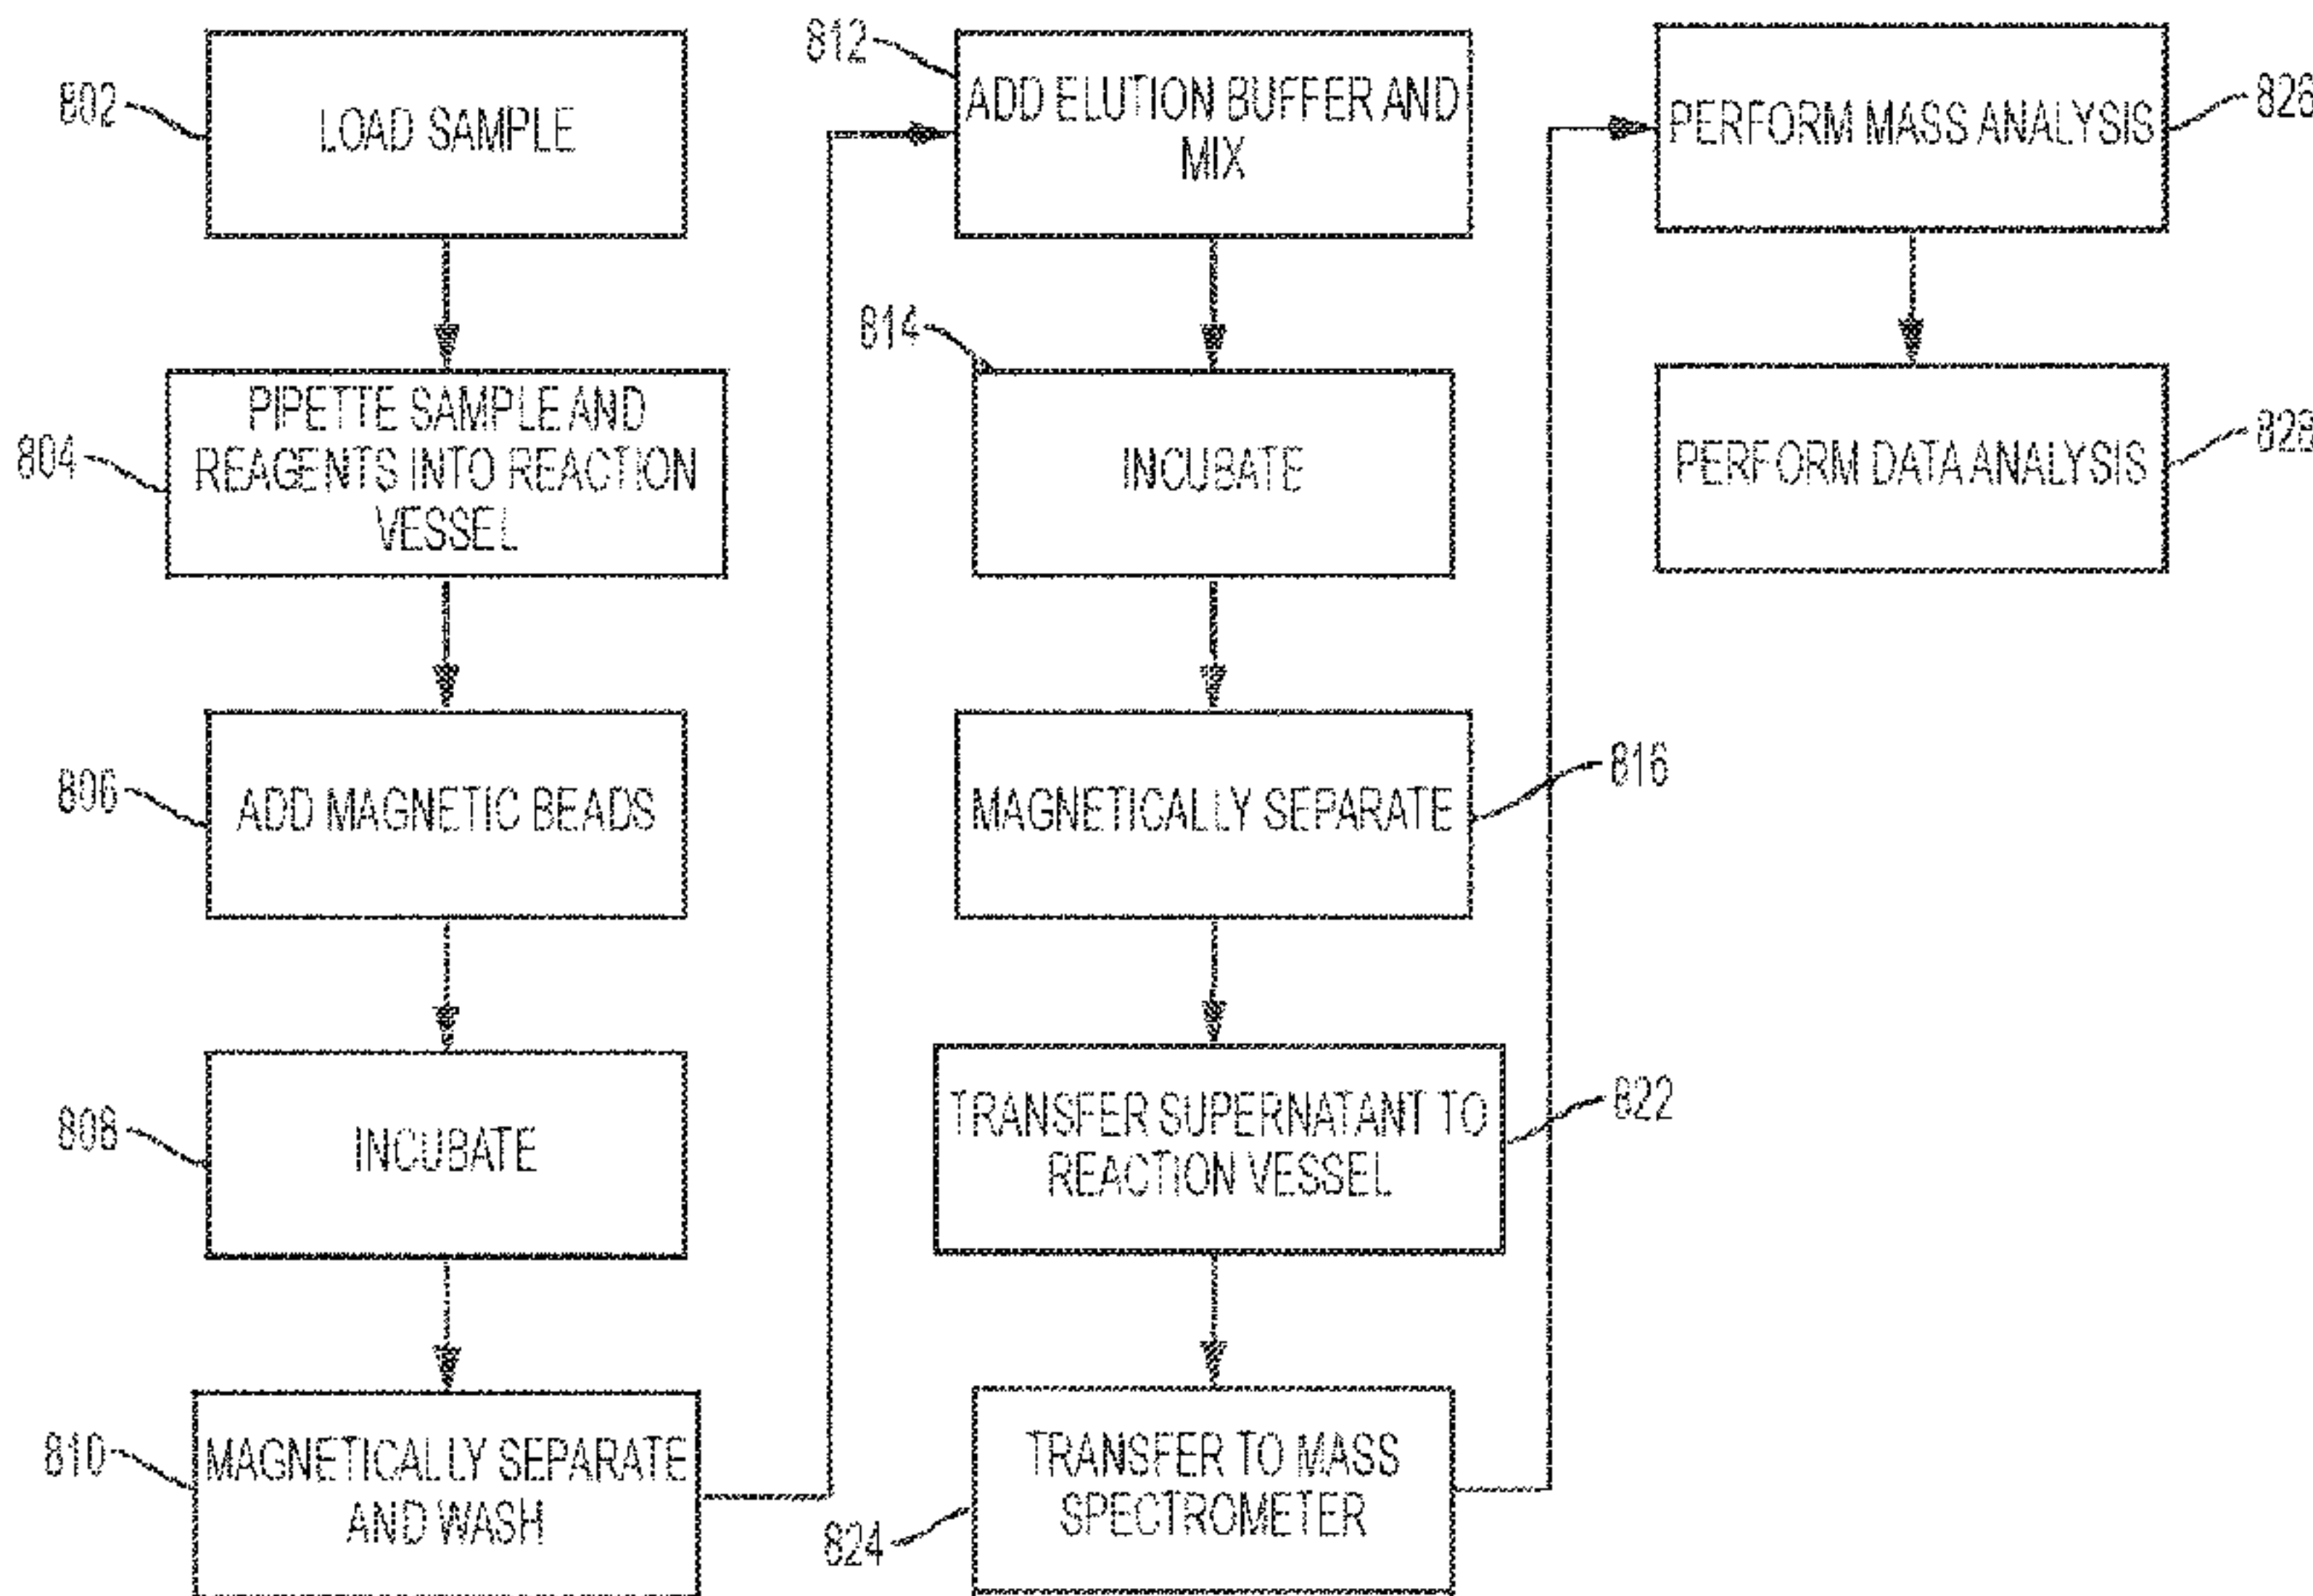 802
LOAD SAMPLE
804
PIPETTE SAMPLE AND
REAGENTS INTO REACTION
VESSEL
806
ADD MAGNETIC BEADS
808
INCUBATE
810
MAGNETICALLY SEPARATE
AND WASH
812
ADD ELUTION BUFFER AND
MIX
814
INCUBATE
816
MAGNETICALLY SEPARATE
822
TRANSFER SUPERNATANT TO
REACTION VESSEL
824
TRANSFER TO MASS
SPECTROMETER
826
PERFORM MASS ANALYSIS
828
PERFORM DATA ANALYSIS